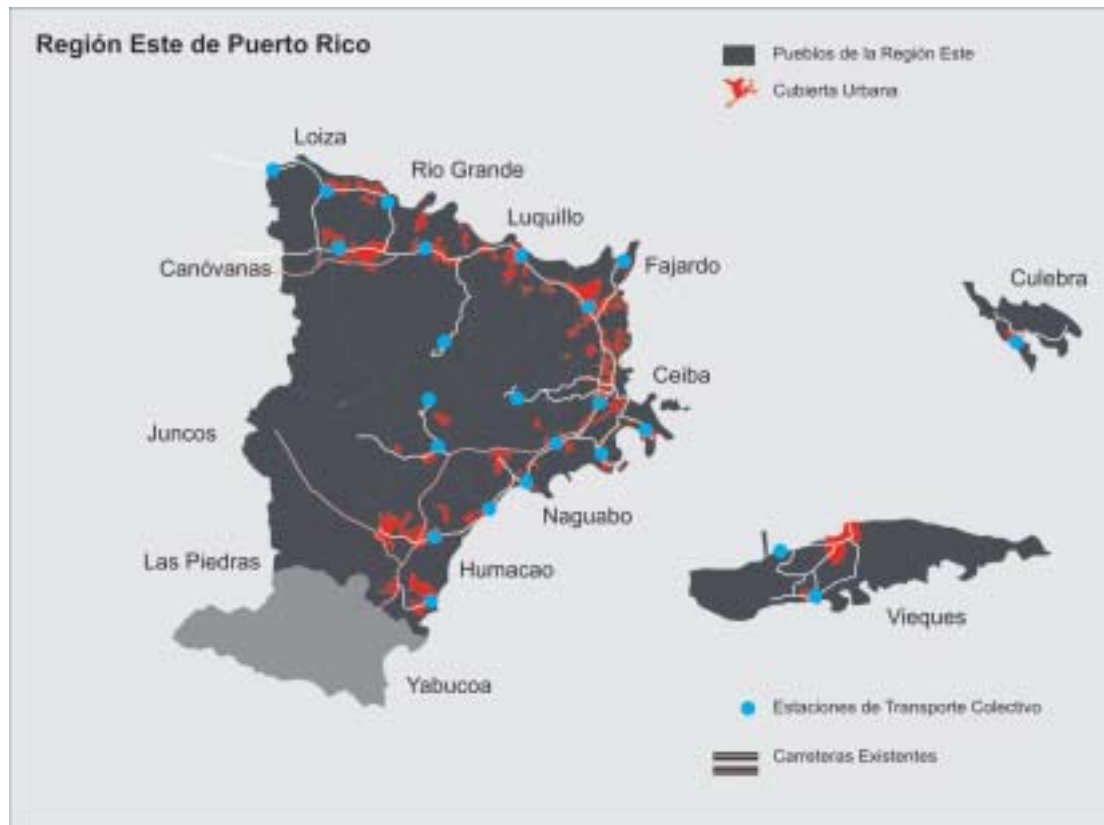 Región Este de Puerto Rico
Pueblos de la Región Este
Cubierta Urbana
Loiza
Rio Grande
Luquillo
Canóvanas
Fajardo
Culebra
Ceiba
Juncos
Naguabo
Las Piedras
Humacao
Vieques
Yabucoa
Estaciones de Transporte Colectivo
Carreteras Existentes